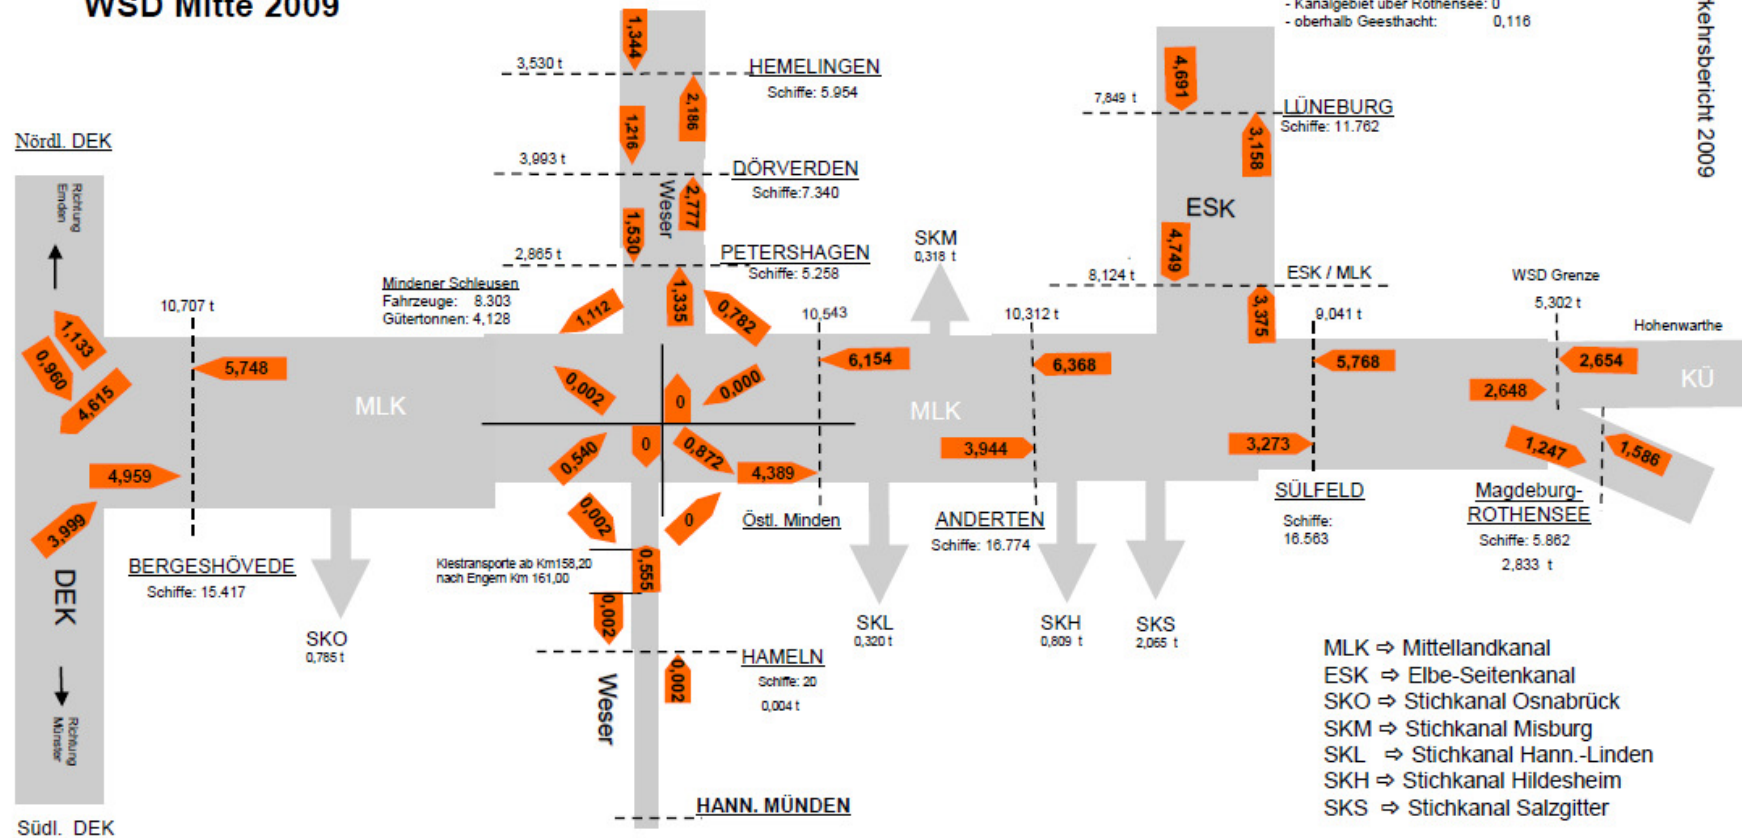 WSD Mitte 2009
- Kanalgebiet über Rothensee: 0
- oberhalb Geesthacht: 0,116
kehrsbericht 2009
1,344
3,530 t
HEMELINGEN
Schiffe: 5.954
2,186
1,216
3,993 t
DÖRVERDEN
Schiffe:7.340
Weser
2,777
1,530
2,865 t
PETERSHAGEN
Schiffe: 5.258
1,335
4,691
7,849 t
LÜNEBURG
Schiffe: 11.762
3,158
ESK
4,749
8,124 t
ESK / MLK
3,375
Nördl. DEK
Richtung
Emden
1,133
0,960
4,615
10,707 t
5,748
4,959
3,999
BERGESHÖVEDE
Schiffe: 15.417
DEK
Richtung
Münster
Südl. DEK
MLK
SKO
0,785 t
Mindener Schleusen
Fahrzeuge: 8.303
Gütertonnen: 4,128
1,112
0,782
0,002
0,000
0
0
0,540
0,872
0,002
0
4,389
10,543
6,154
Östl. Minden
SKM
0,318 t
MLK
10,312 t
6,368
3,944
ANDERTEN
Schiffe: 16.774
SKL
0,320 t
SKH
0,809 t
SKS
2,065 t
9,041 t
5,768
3,273
SÜLFELD
Schiffe:
16.563
WSD Grenze
5,302 t
Hohenwarthe
2,654
2,648
KÜ
1,247
1,586
Magdeburg-
ROTHENSEE
Schiffe: 5.862
2,833 t
Kiestransporte ab Km158,20
nach Engern Km 161,00
0,555
0,002
HAMELN
Schiffe: 20
0,004 t
0,002
Weser
HANN. MÜNDEN
MLK ⇨ Mittellandkanal
ESK ⇨ Elbe-Seitenkanal
SKO ⇨ Stichkanal Osnabrück
SKM ⇨ Stichkanal Misburg
SKL ⇨ Stichkanal Hann.-Linden
SKH ⇨ Stichkanal Hildesheim
SKS ⇨ Stichkanal Salzgitter